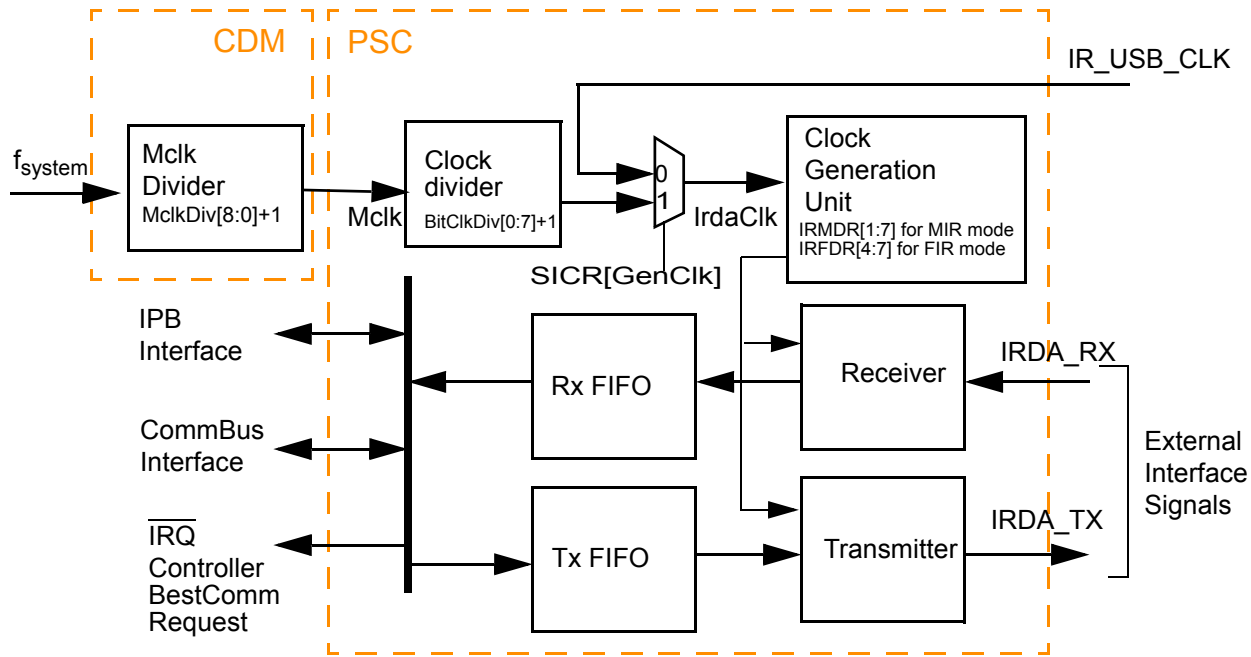 CDM
PSC
IR_USB_CLK
fsystem
Mclk
Divider
MclkDiv[8:0]+1
Mclk
Clock
divider
BitClkDiv[0:7]+1
0
1
SICR[GenClk]
IrdaClk
Clock
Generation
Unit
IRMDR[1:7] for MIR mode
IRFDR[4:7] for FIR mode
IPB
Interface
CommBus
Interface
IRQ
Controller
BestComm
Request
Rx FIFO
Receiver
IRDA_RX
Tx FIFO
Transmitter
IRDA_TX
External
Interface
Signals